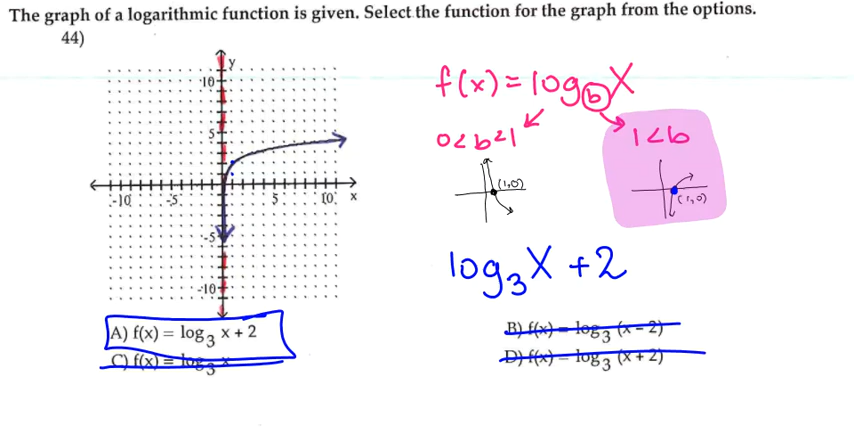 The graph of a logarithmic function is given. Select the function for the graph from the options.
44)
y
10
5
-10
-5
5
10
x
-5
-10
f(x) = log_b X
0<b<1
1<b
(1,0)
(1,0)
log_3 X + 2
A) f(x) = log_3 x + 2
B) f(x) = log_3 (x - 2)
C) f(x) = log_3 x
D) f(x) = log_3 (x + 2)